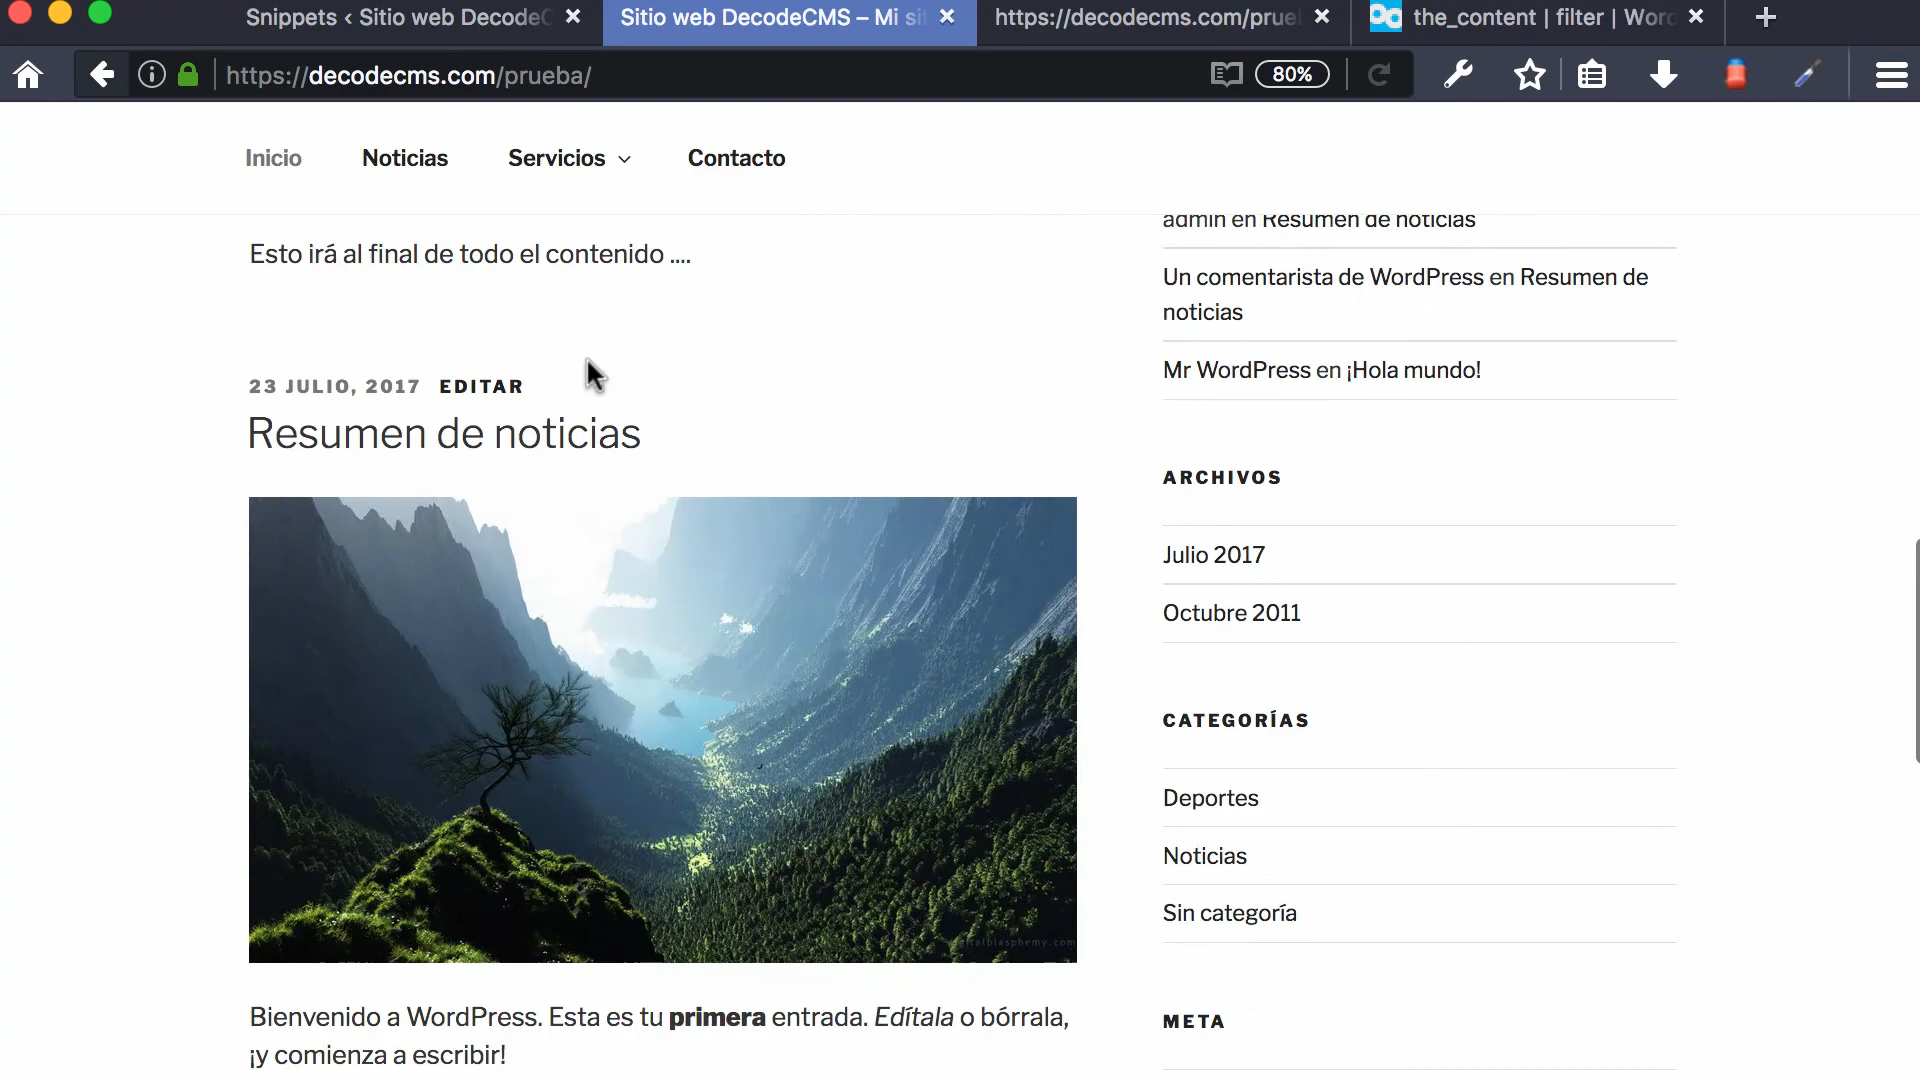 Snippets ‹ Sitio web DecodeC
Sitio web DecodeCMS – Mi si
https://decodecms.com/prue
the_content | filter | Wor
https://decodecms.com/prueba/
80%
Inicio
Noticias
Servicios
Contacto
Esto irá al final de todo el contenido ....
23 JULIO, 2017 EDITAR
Resumen de noticias
Bienvenido a WordPress. Esta es tu primera entrada. Edítala o bórrala,
¡y comienza a escribir!
admin en Resumen de noticias
Un comentarista de WordPress en Resumen de
noticias
Mr WordPress en ¡Hola mundo!
ARCHIVOS
Julio 2017
Octubre 2011
CATEGORÍAS
Deportes
Noticias
Sin categoría
META